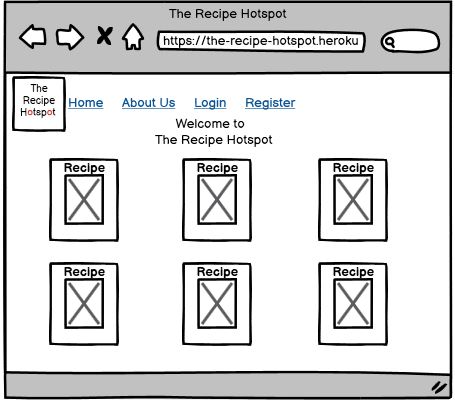 The Recipe Hotspot
https://the-recipe-hotspot.heroku
The
Recipe
Hotspot
Home About Us Login Register
Welcome to
The Recipe Hotspot
Recipe Recipe Recipe
Recipe Recipe Recipe